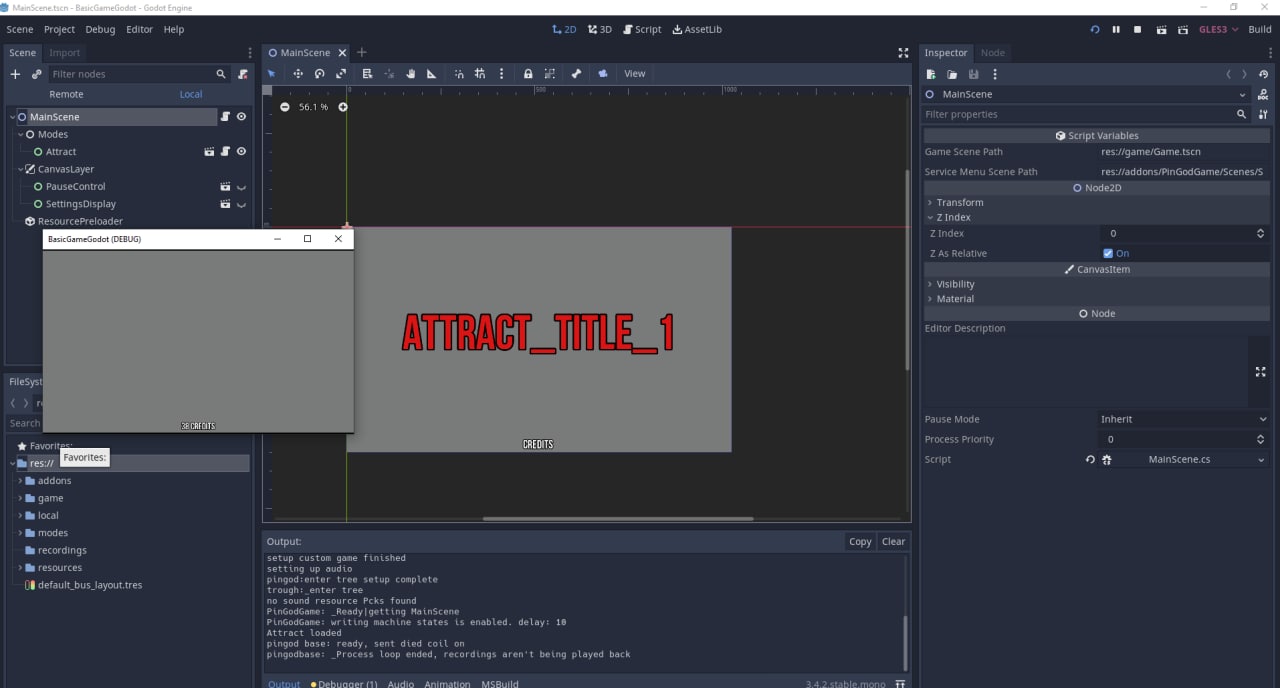 MainScene.tscn - BasicGameGodot - Godot Engine
Scene Project Debug Editor Help
2D 3D Script AssetLib
GLES3 Build
Scene Import
MainScene
Inspector Node
Filter nodes
View
Remote Local
MainScene
0 500 1000
56.1 %
Filter properties
MainScene
Modes
Attract
CanvasLayer
PauseControl
SettingsDisplay
ResourcePreloader
Script Variables
Game Scene Path res://game/Game.tscn
Service Menu Scene Path res://addons/PinGodGame/Scenes/S
Node2D
Transform
Z Index
Z Index 0
Z As Relative On
CanvasItem
Visibility
Material
Node
Editor Description
Pause Mode Inherit
Process Priority 0
Script MainScene.cs
BasicGameGodot (DEBUG)
38 CREDITS
ATTRACT_TITLE_1
CREDITS
FileSys
Search
Favorites:
res://
Favorites:
addons
game
local
modes
recordings
resources
default_bus_layout.tres
Output:
Copy Clear
setup custom game finished
setting up audio
pingod:enter tree setup complete
trough:_enter tree
no sound resource Pcks found
PinGodGame: _Ready|getting MainScene
PinGodGame: writing machine states is enabled. delay: 10
Attract loaded
pingod base: ready, sent died coil on
pingodbase: _Process loop ended, recordings aren't being played back
Output Debugger (1) Audio Animation MSBuild
3.4.2.stable.mono